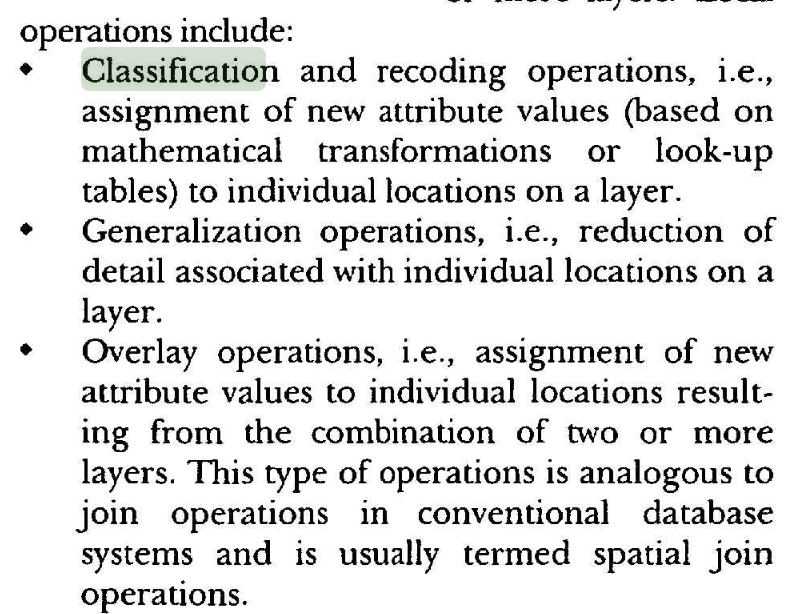 operations include:
• Classification and recoding operations, i.e.,
assignment of new attribute values (based on
mathematical transformations or look-up
tables) to individual locations on a layer.
• Generalization operations, i.e., reduction of
detail associated with individual locations on a
layer.
• Overlay operations, i.e., assignment of new
attribute values to individual locations result-
ing from the combination of two or more
layers. This type of operations is analogous to
join operations in conventional database
systems and is usually termed spatial join
operations.